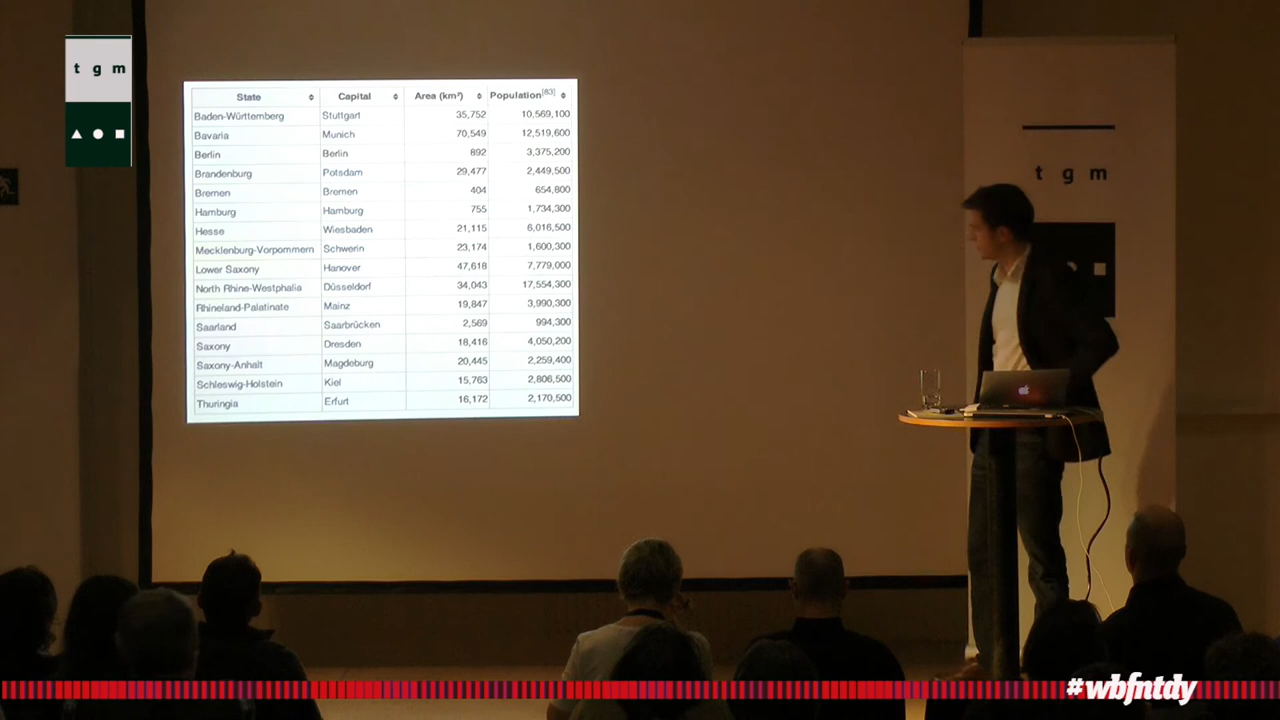 t g m
State Capital Area (km²) Population[83]
Baden-Württemberg Stuttgart 35,752 10,569,100
Bavaria Munich 70,549 12,519,600
Berlin Berlin 892 3,375,200
Brandenburg Potsdam 29,477 2,449,500
Bremen Bremen 404 654,800
Hamburg Hamburg 755 1,734,300
Hesse Wiesbaden 21,115 6,016,500
Mecklenburg-Vorpommern Schwerin 23,174 1,600,300
Lower Saxony Hanover 47,618 7,779,000
North Rhine-Westphalia Düsseldorf 34,043 17,554,300
Rhineland-Palatinate Mainz 19,847 3,990,300
Saarland Saarbrücken 2,569 994,300
Saxony Dresden 18,416 4,050,200
Saxony-Anhalt Magdeburg 20,445 2,259,400
Schleswig-Holstein Kiel 15,763 2,806,500
Thuringia Erfurt 16,172 2,170,500
t g m
#wbfntdy